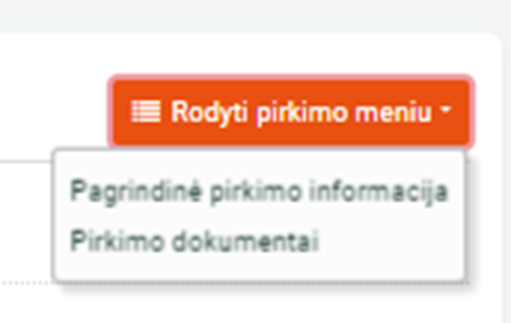 Rodyti pirkimo meniu
Pagrindinė pirkimo informacija
Pirkimo dokumentai